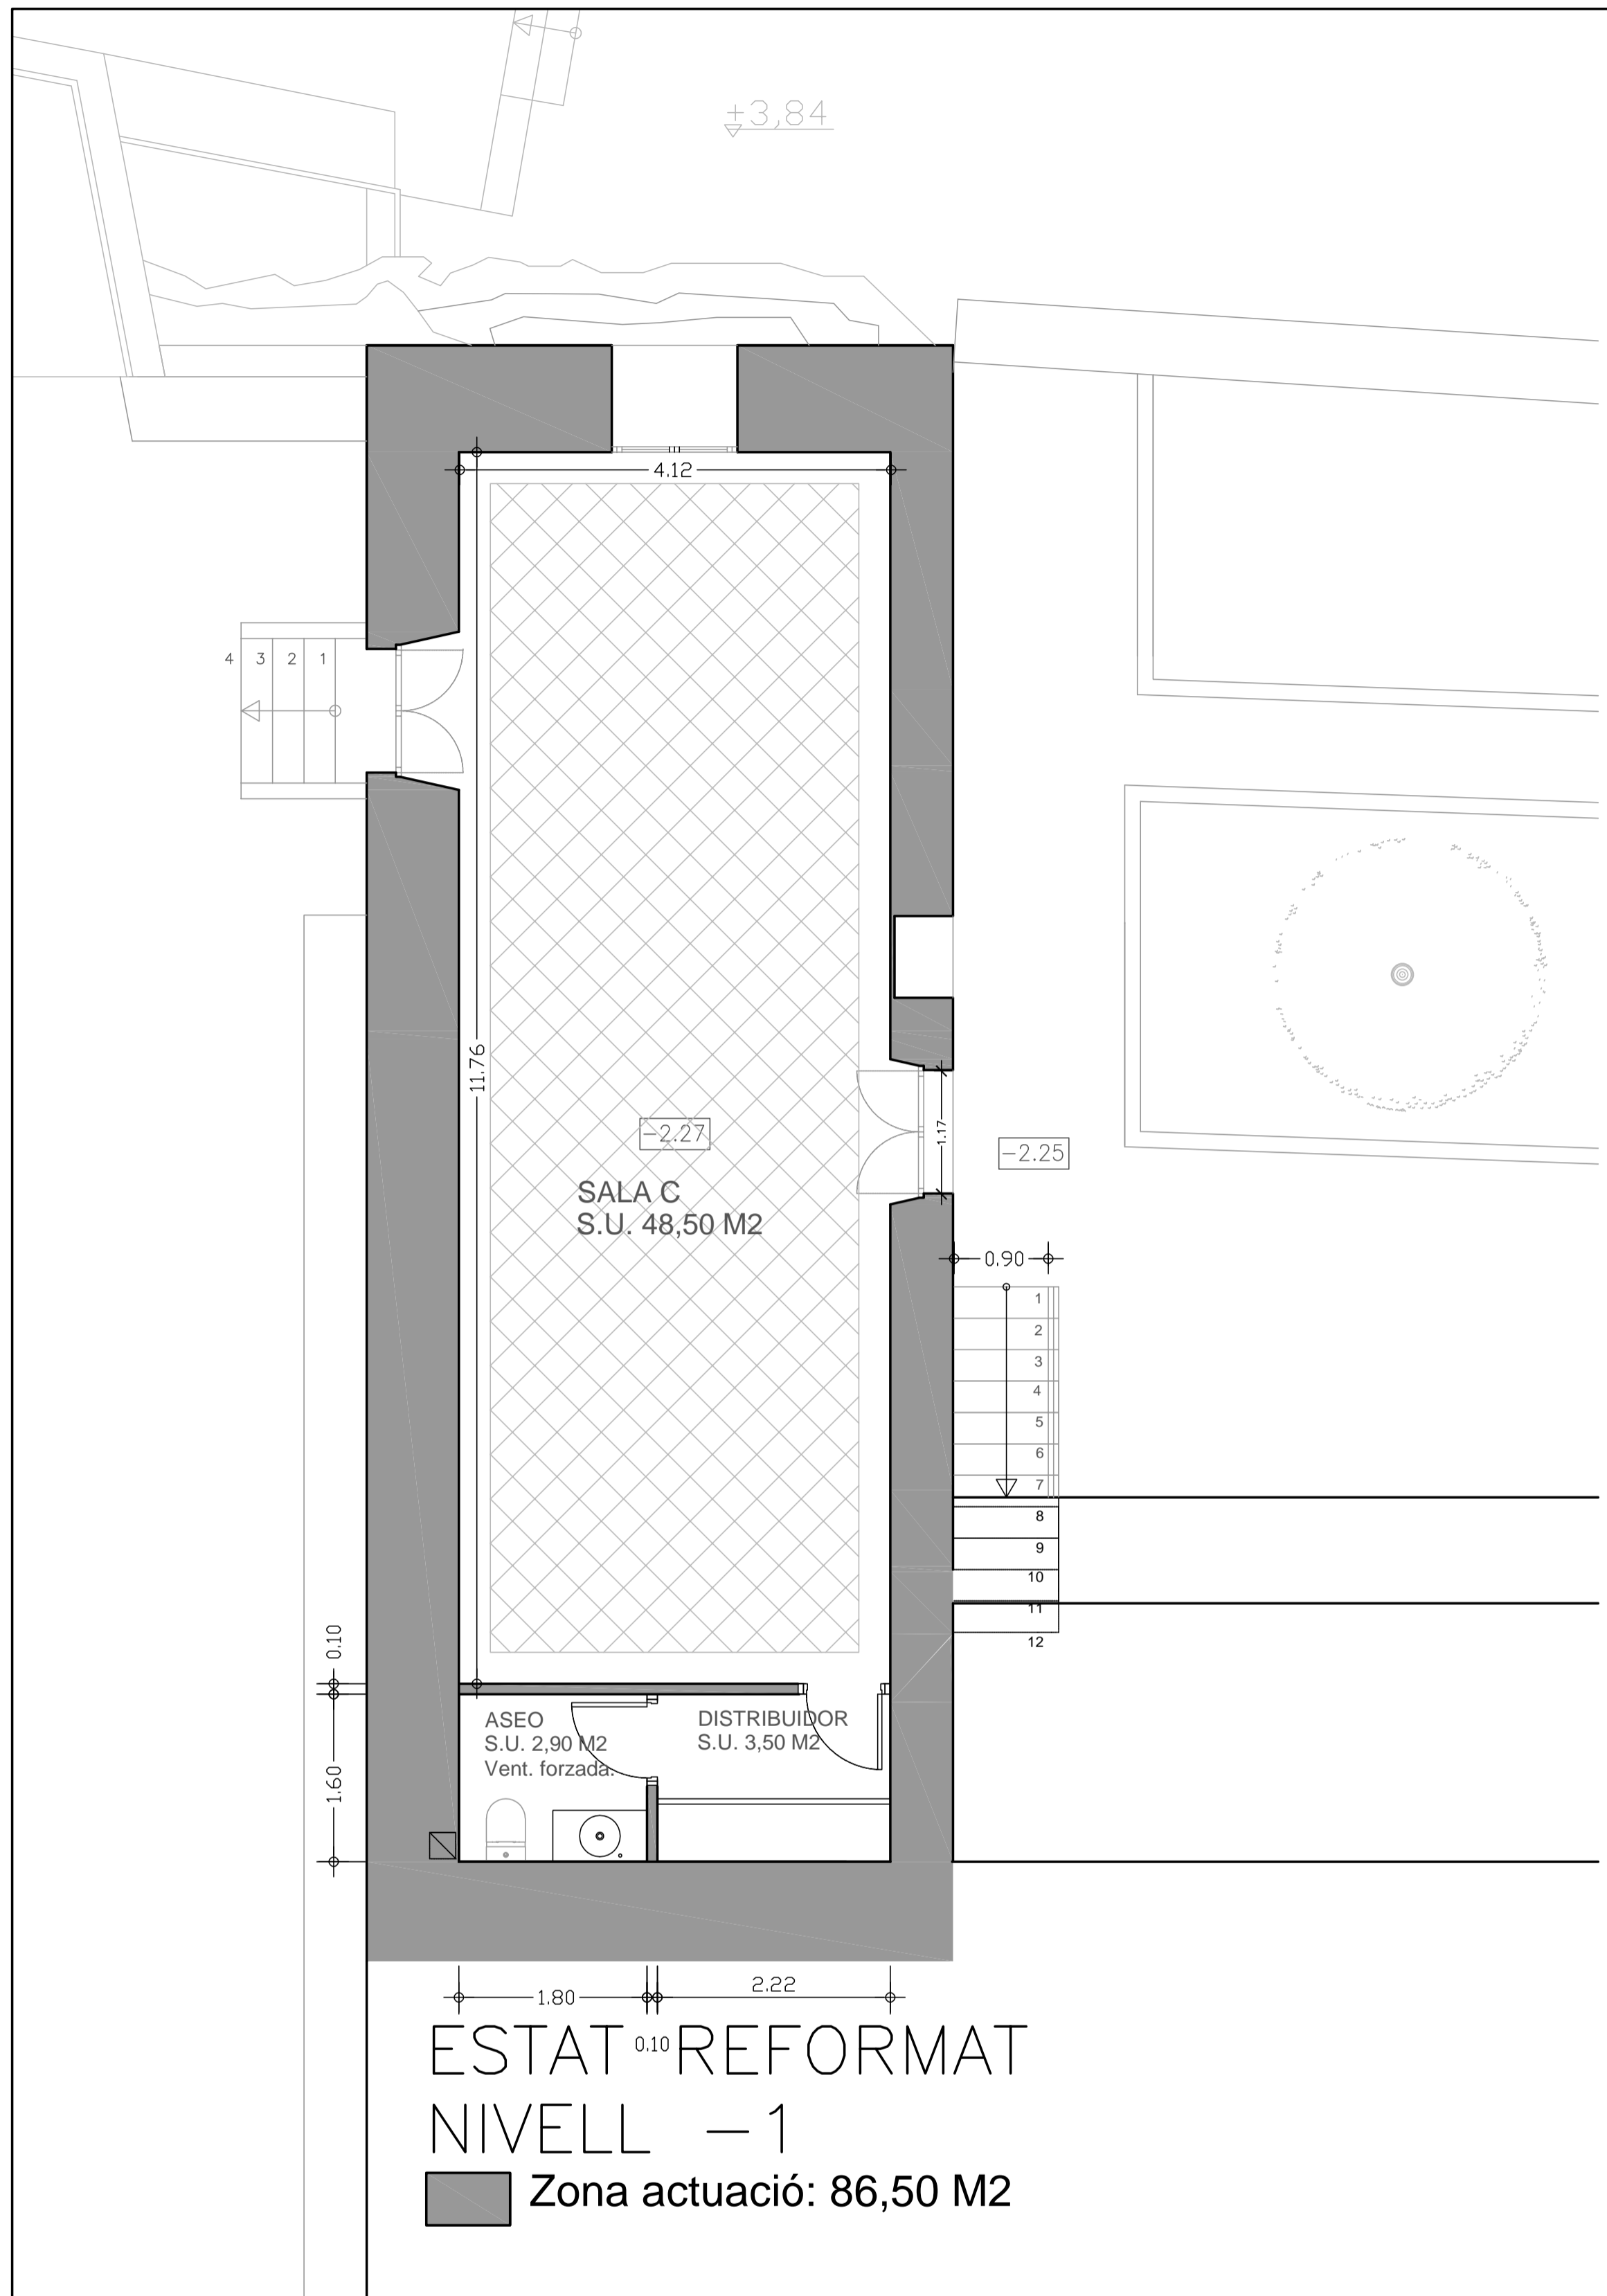 ±3,84
4.12
4 3 2 1
11.76
1.17
-2.27
-2.25
SALA C
S.U. 48,50 M2
0.90
1
2
3
4
5
6
7
8
9
10
11
12
0.10
ASEO
S.U. 2,90 M2
Vent. forzada.
DISTRIBUIDOR
S.U. 3,50 M2
1.60
1.80
2.22
0.10
ESTAT REFORMAT
NIVELL -1
Zona actuació: 86,50 M2